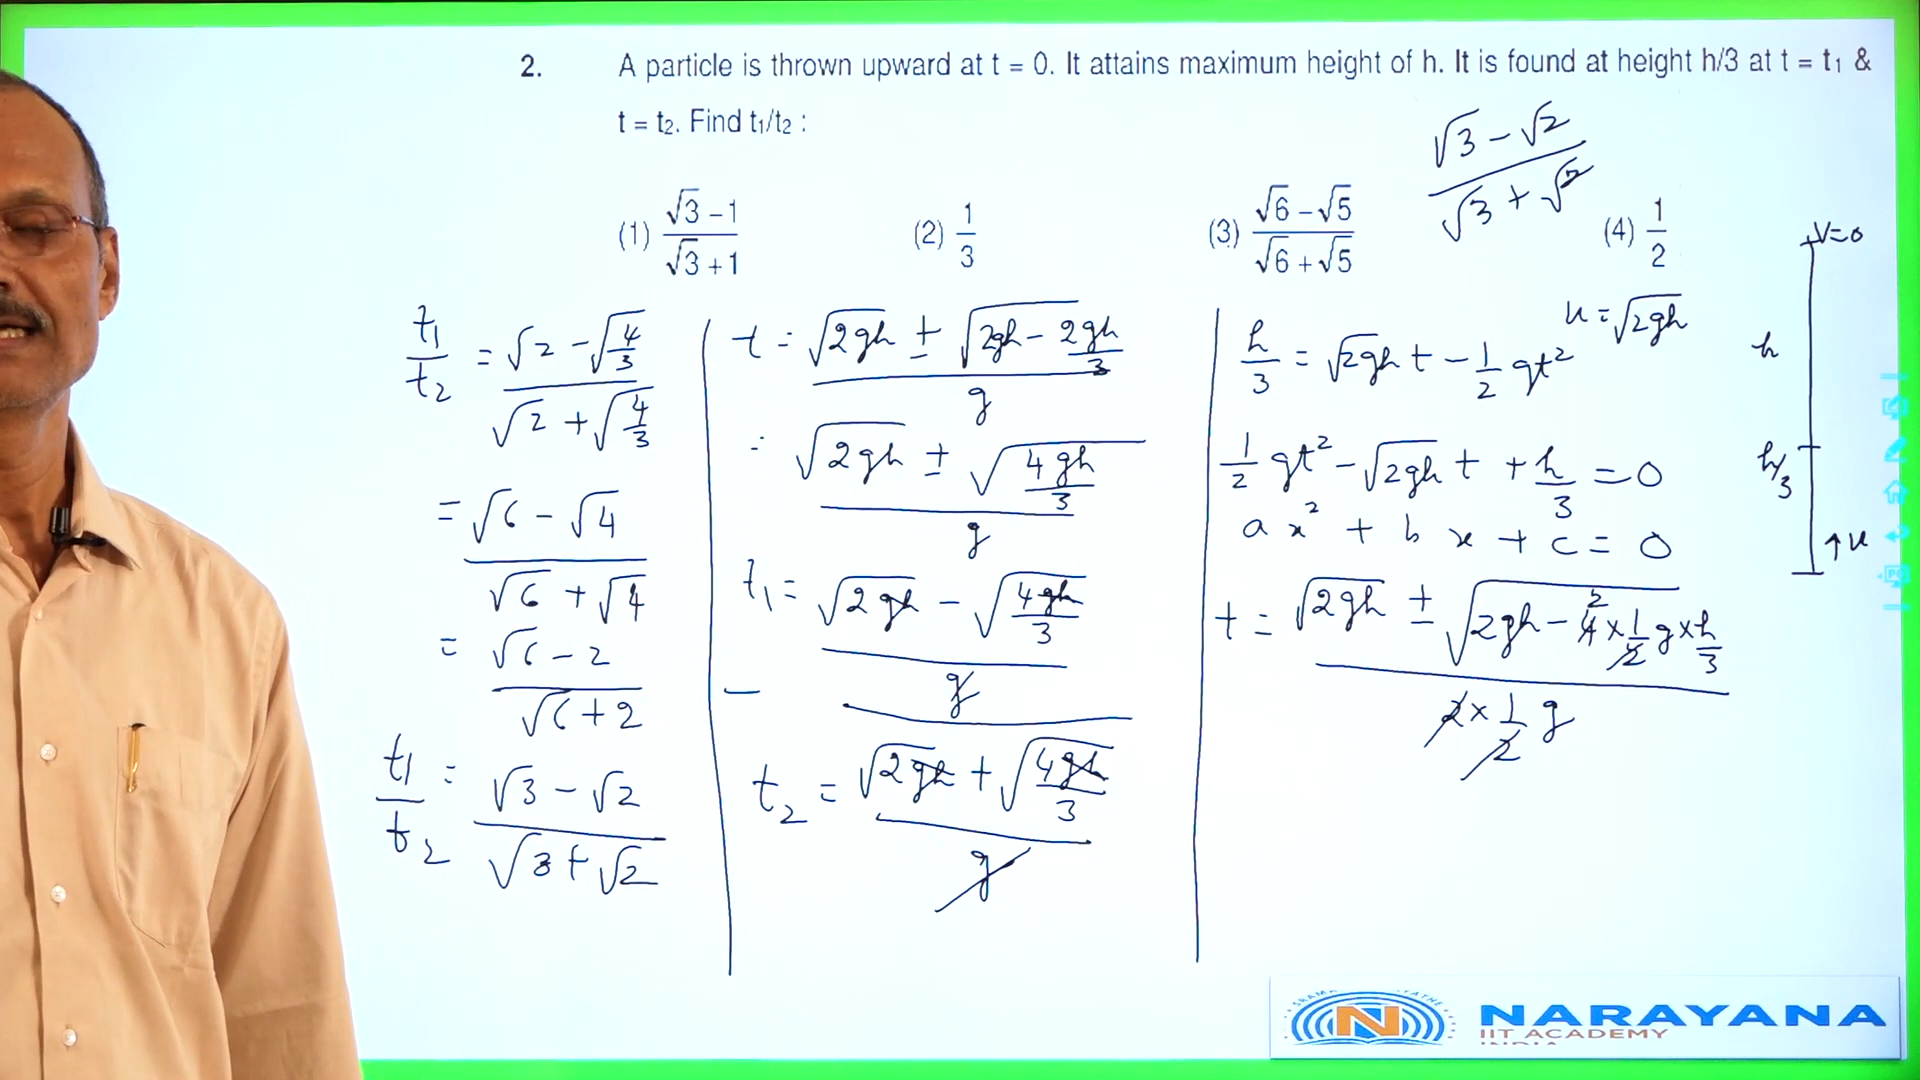 2. A particle is thrown upward at t = 0. It attains maximum height of h. It is found at height h/3 at t = t₁ &
t = t₂. Find t₁/t₂ :
(√3 − √2)/(√3 + √2)
(1) (√3 − 1)/(√3 + 1) (2) 1/3 (3) (√6 − √5)/(√6 + √5) (4) 1/2
t₁/t₂ = (√2 − √(4/3))/(√2 + √(4/3))
= (√6 − √4)/(√6 + √4)
= (√6 − 2)/(√6 + 2)
t₁/t₂ = (√3 − √2)/(√3 + √2)
t = (√2gh ± √(2gh − 2gh/3))/g
= (√2gh ± √(4gh/3))/g
t₁ = (√2gh − √(4gh/3))/g
t₂ = (√2gh + √(4gh/3))/g
u = √2gh
h/3 = √2gh t − 1/2 gt²
1/2 gt² − √2gh t + h/3 = 0
a x² + b x + c = 0
t = (√2gh ± √(2gh − 4 2 × 1/2 g × h/3))/(2 × 1/2 g)
V=0
h
h/3
↑u
N
NARAYANA
IIT ACADEMY